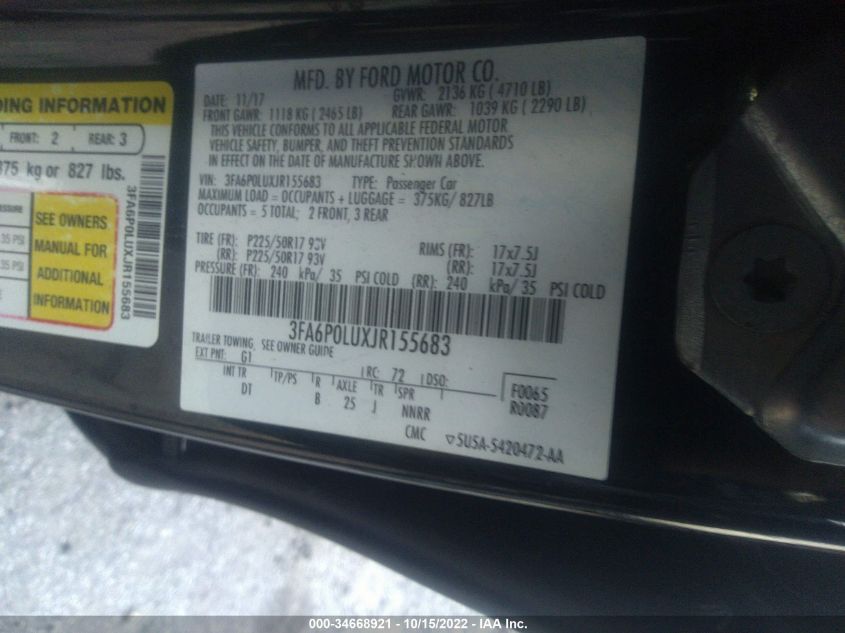 DING INFORMATION
FRONT: 2 REAR: 3
375 kg or 827 lbs.
PRESSURE
35 PSI
35 PSI
SEE OWNERS
MANUAL FOR
ADDITIONAL
INFORMATION
3FA6P0LUXJR155683
MFD. BY FORD MOTOR CO.
DATE: 11/17 GVWR: 2136 KG ( 4710 LB)
FRONT GAWR: 1118 KG ( 2465 LB) REAR GAWR: 1039 KG ( 2290 LB)
THIS VEHICLE CONFORMS TO ALL APPLICABLE FEDERAL MOTOR
VEHICLE SAFETY, BUMPER, AND THEFT PREVENTION STANDARDS
IN EFFECT ON THE DATE OF MANUFACTURE SHOWN ABOVE.
VIN: 3FA6P0LUXJR155683 TYPE: Passenger Car
MAXIMUM LOAD = OCCUPANTS + LUGGAGE = 375KG/ 827LB
OCCUPANTS = 5 TOTAL; 2 FRONT, 3 REAR
TIRE (FR): P225/50R17 93V RIMS (FR): 17x7.5J
(RR): P225/50R17 93V (RR): 17x7.5J
PRESSURE (FR): 240 kPa/ 35 PSI COLD (RR): 240 kPa/ 35 PSI COLD
3FA6P0LUXJR155683
TRAILER TOWING, SEE OWNER GUIDE
EXT PNT: G1 RC: 72 DSO:
INT TR TP/PS R AXLE TR SPR F0065
DT B 25 J NNRR R0087
CMC ▽5USA-5420472-AA
000-34668921 - 10/15/2022 - IAA Inc.